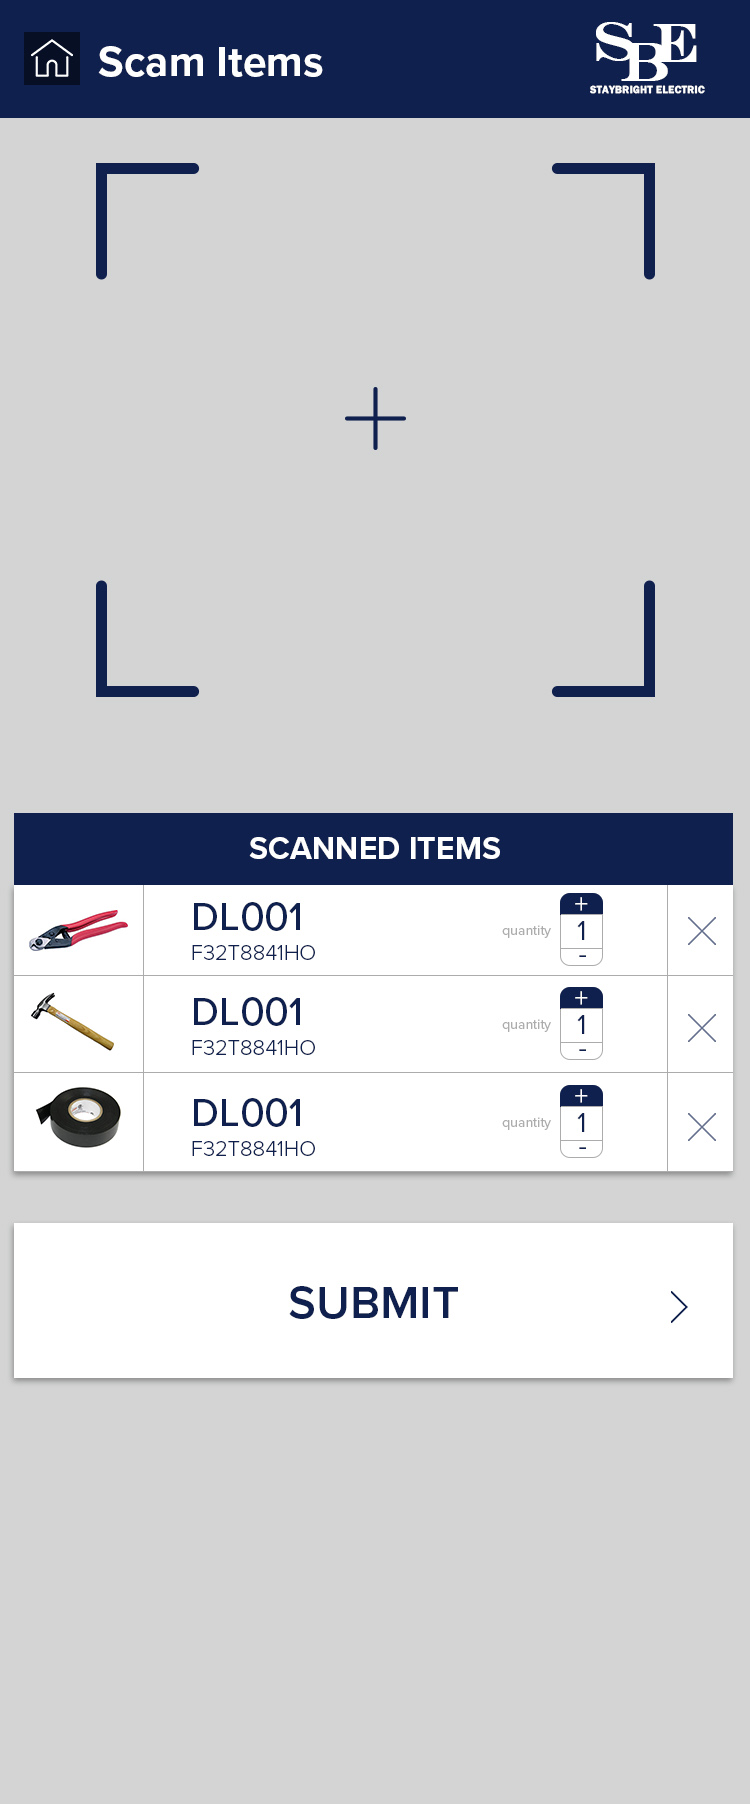 Scam Items
SBE
STAYBRIGHT ELECTRIC
SCANNED ITEMS
DL001
F32T8841HO
quantity
+
1
-
DL001
F32T8841HO
quantity
+
1
-
DL001
F32T8841HO
quantity
+
1
-
SUBMIT